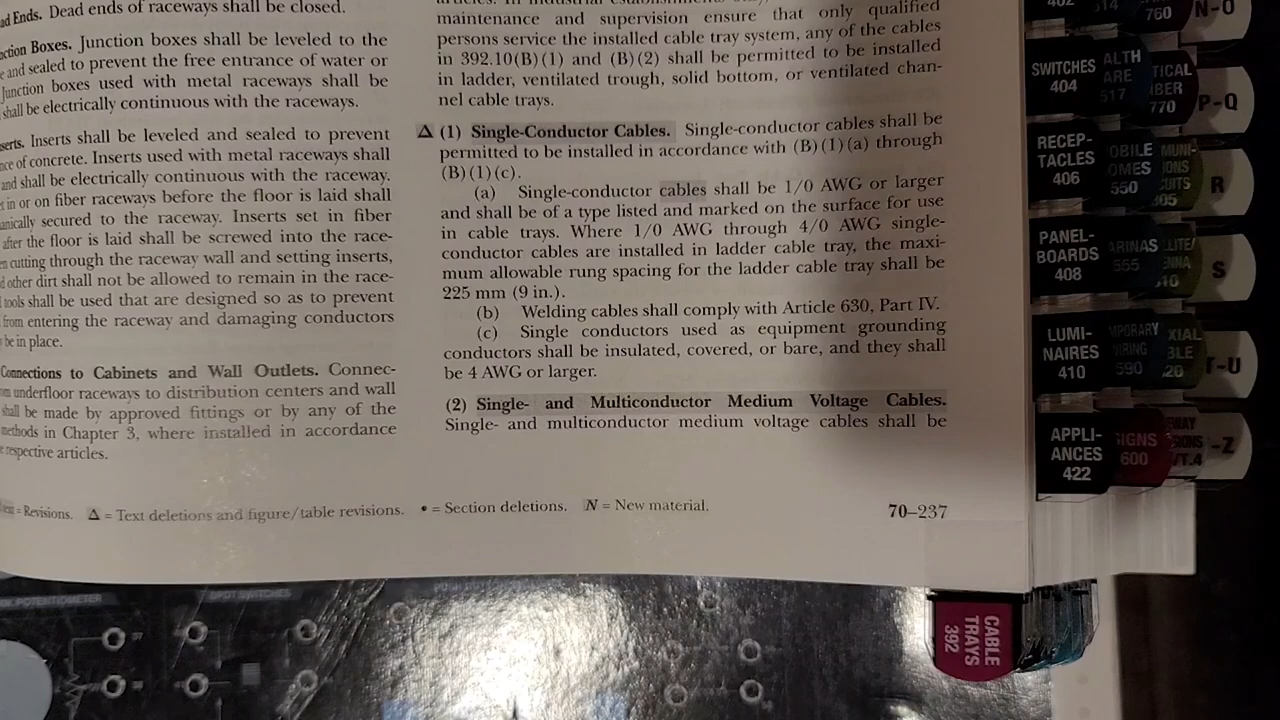 Ends. Dead ends of raceways shall be closed.
Boxes. Junction boxes shall be leveled to the
and sealed to prevent the free entrance of water or
Junction boxes used with metal raceways shall be
shall be electrically continuous with the raceways.
Inserts shall be leveled and sealed to prevent
of concrete. Inserts used with metal raceways shall
and shall be electrically continuous with the raceway.
in or on fiber raceways before the floor is laid shall
secured to the raceway. Inserts set in fiber
after the floor is laid shall be screwed into the race-
cutting through the raceway wall and setting inserts,
other dirt shall not be allowed to remain in the race-
tools shall be used that are designed so as to prevent
from entering the raceway and damaging conductors
be in place.
Connections to Cabinets and Wall Outlets. Connec-
underfloor raceways to distribution centers and wall
shall be made by approved fittings or by any of the
methods in Chapter 3, where installed in accordance
respective articles.
maintenance and supervision ensure that only qualified
persons service the installed cable tray system, any of the cables
in 392.10(B)(1) and (B)(2) shall be permitted to be installed
in ladder, ventilated trough, solid bottom, or ventilated chan-
nel cable trays.
Δ (1) Single-Conductor Cables. Single-conductor cables shall be
permitted to be installed in accordance with (B)(1)(a) through
(B)(1)(c).
(a) Single-conductor cables shall be 1/0 AWG or larger
and shall be of a type listed and marked on the surface for use
in cable trays. Where 1/0 AWG through 4/0 AWG single-
conductor cables are installed in ladder cable tray, the maxi-
mum allowable rung spacing for the ladder cable tray shall be
225 mm (9 in.).
(b) Welding cables shall comply with Article 630, Part IV.
(c) Single conductors used as equipment grounding
conductors shall be insulated, covered, or bare, and they shall
be 4 AWG or larger.
(2) Single- and Multiconductor Medium Voltage Cables.
Single- and multiconductor medium voltage cables shall be
= Revisions. Δ = Text deletions and figure/table revisions. • = Section deletions. N = New material.
70–237
760
N-O
SWITCHES
404
517
770
P-Q
RECEP-
TACLES
406
550
R
PANEL-
BOARDS
408
555
S
LUMI-
NAIRES
410
590
T-U
APPLI-
ANCES
422
SIGNS
600
-Z
CABLE
TRAYS
392
POTENTIOMETER
SPDT SWITCHES